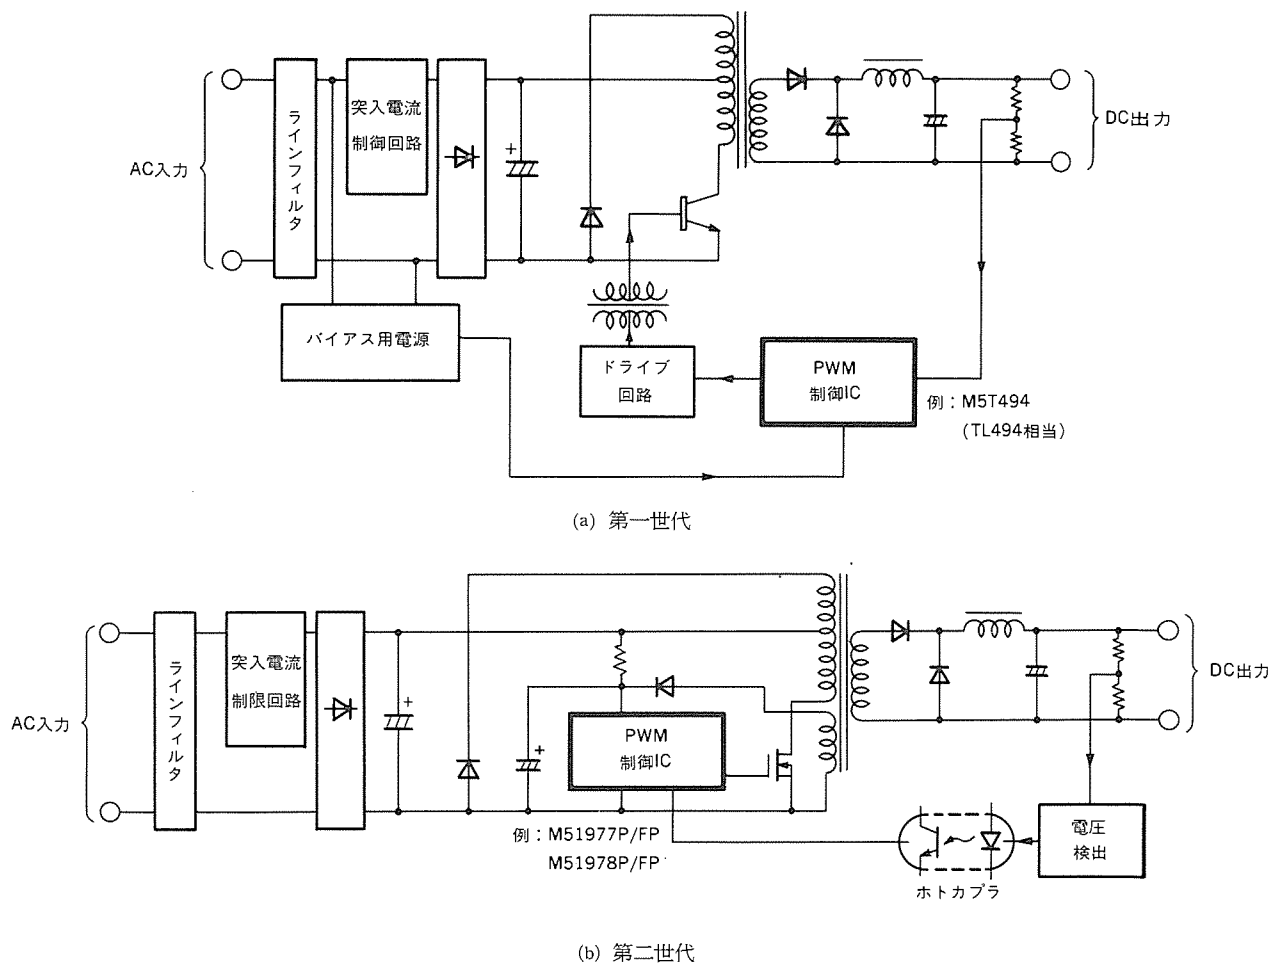 AC入力
ラインフィルタ
突入電流
制御回路
DC出力
バイアス用電源
ドライブ
回路
PWM
制御IC
例：M5T494
(TL494相当)
(a) 第一世代
AC入力
ラインフィルタ
突入電流
制限回路
PWM
制御IC
DC出力
例：M51977P/FP
M51978P/FP
電圧
検出
ホトカプラ
(b) 第二世代